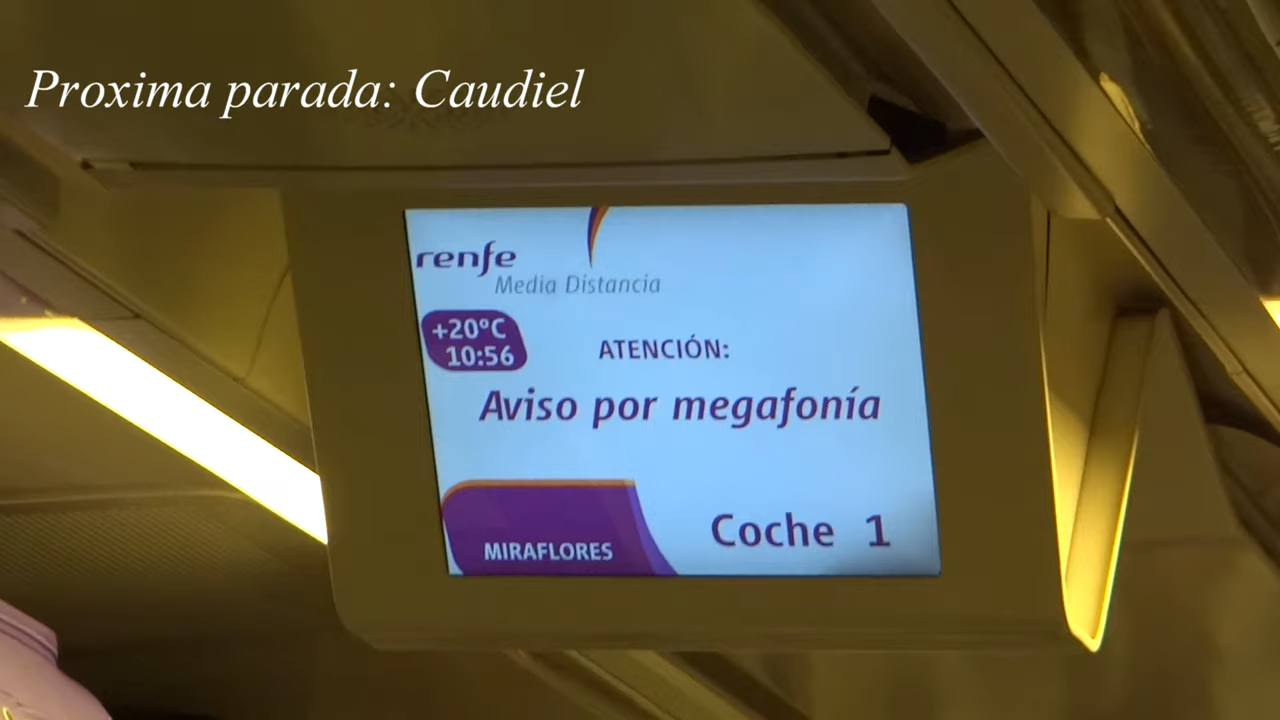 Proxima parada: Caudiel
renfe
Media Distancia
+20ºC
10:56
ATENCIÓN:
Aviso por megafonía
MIRAFLORES
Coche 1